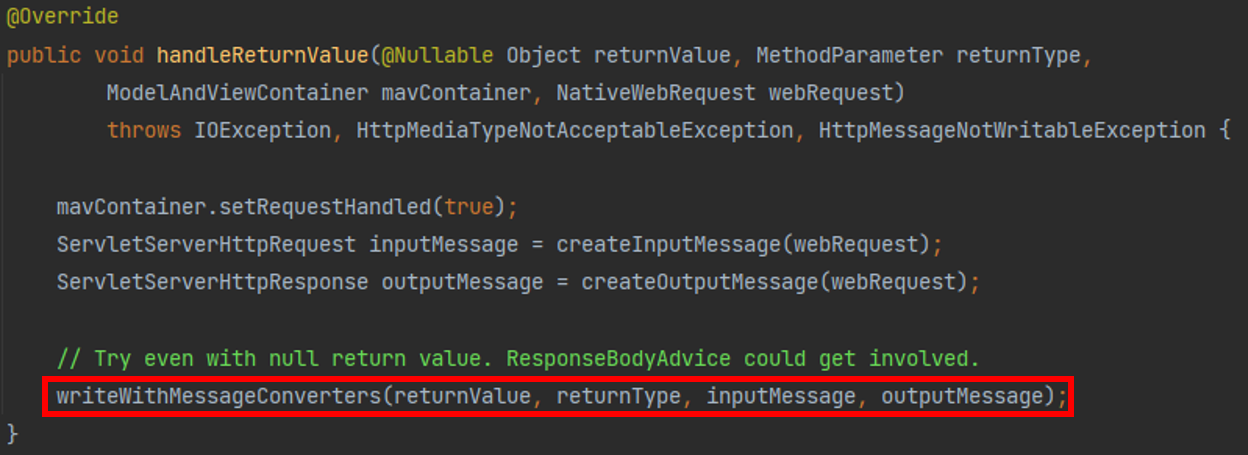 @Override
public void handleReturnValue(@Nullable Object returnValue, MethodParameter returnType,
ModelAndViewContainer mavContainer, NativeWebRequest webRequest)
throws IOException, HttpMediaTypeNotAcceptableException, HttpMessageNotWritableException {
mavContainer.setRequestHandled(true);
ServletServerHttpRequest inputMessage = createInputMessage(webRequest);
ServletServerHttpResponse outputMessage = createOutputMessage(webRequest);
// Try even with null return value. ResponseBodyAdvice could get involved.
writeWithMessageConverters(returnValue, returnType, inputMessage, outputMessage);
}